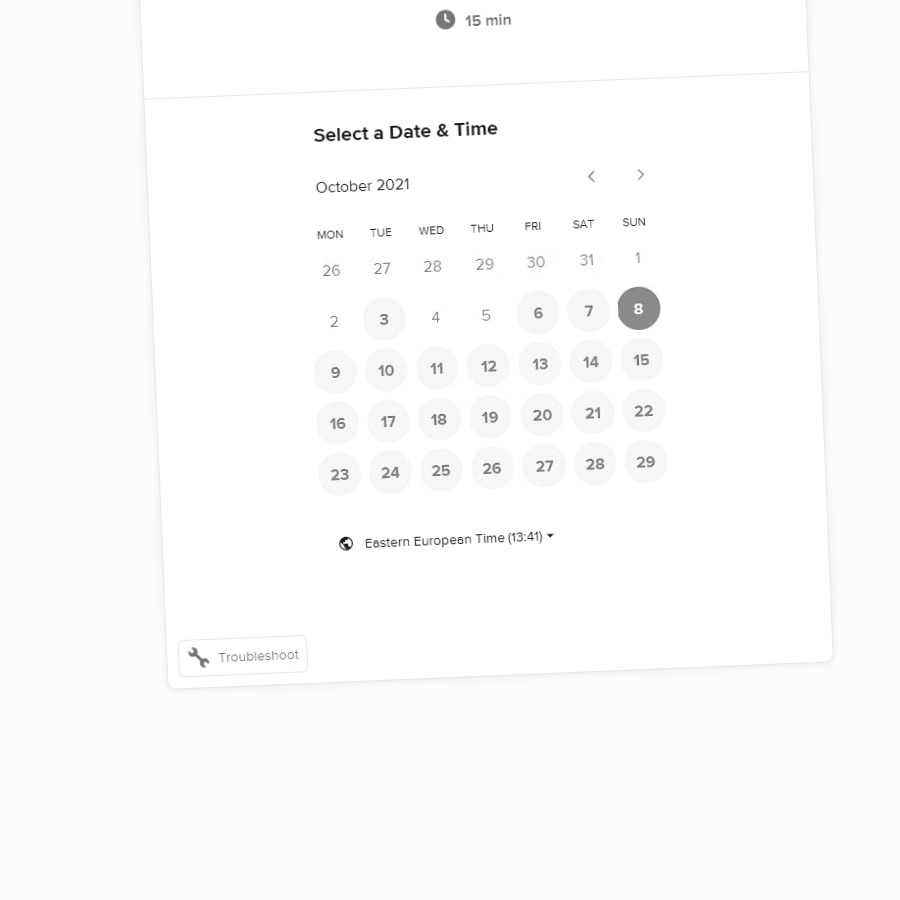 15 min
Select a Date & Time
October 2021
MON TUE WED THU FRI SAT SUN
26 27 28 29 30 31 1
2 3 4 5 6 7 8
9 10 11 12 13 14 15
16 17 18 19 20 21 22
23 24 25 26 27 28 29
Eastern European Time (13:41)
Troubleshoot